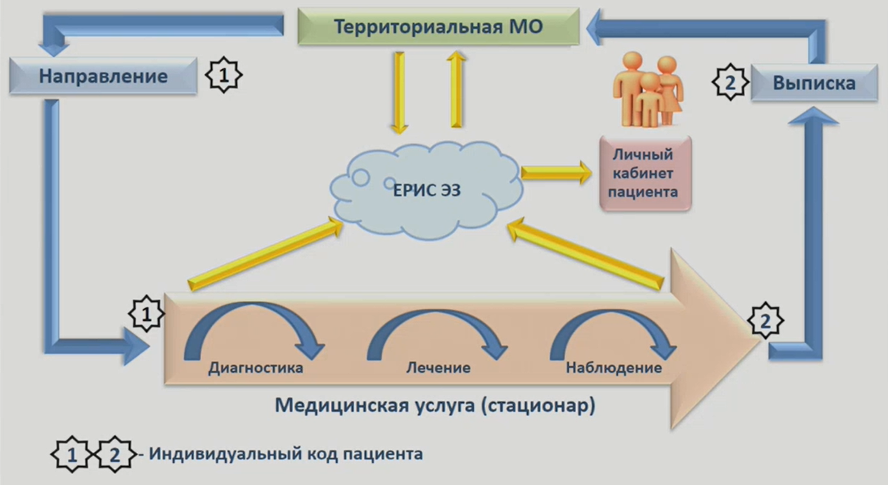 Территориальная МО
Направление
1
2
Выписка
Личный
кабинет
пациента
ЕРИС ЭЗ
1
2
Диагностика
Лечение
Наблюдение
Медицинская услуга (стационар)
1 2 - Индивидуальный код пациента